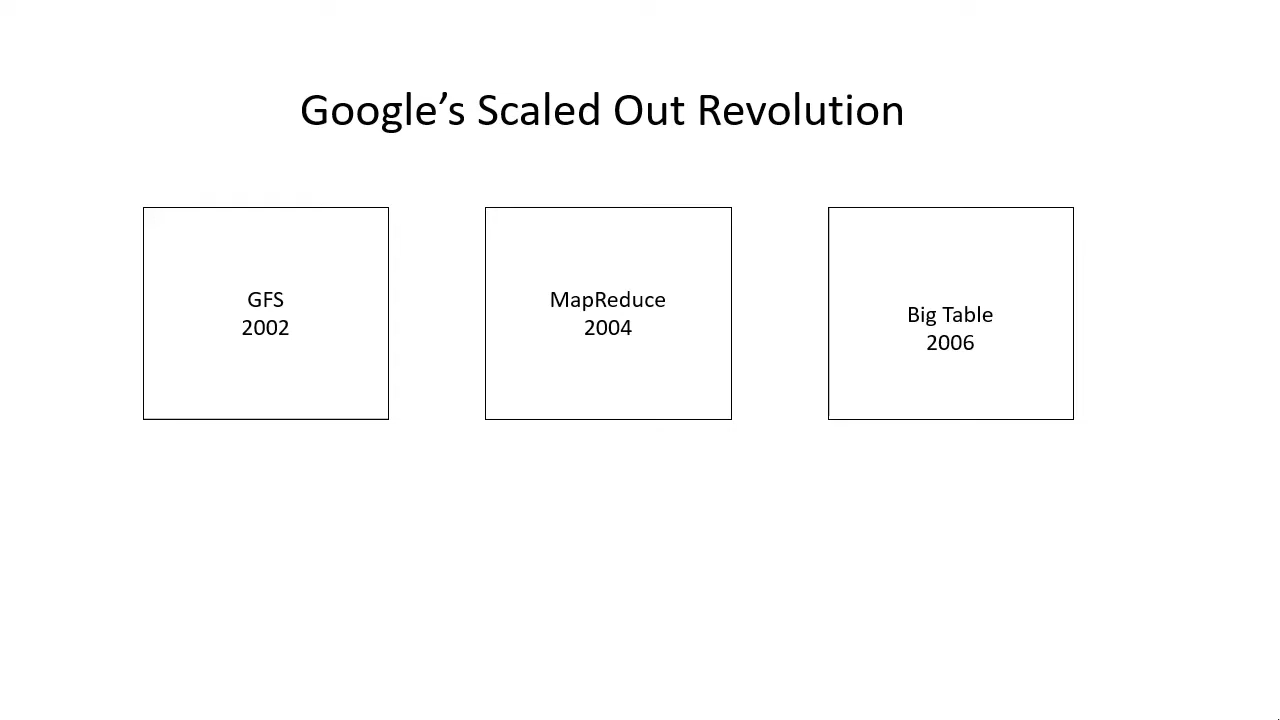 Google’s Scaled Out Revolution
GFS
2002
MapReduce
2004
Big Table
2006